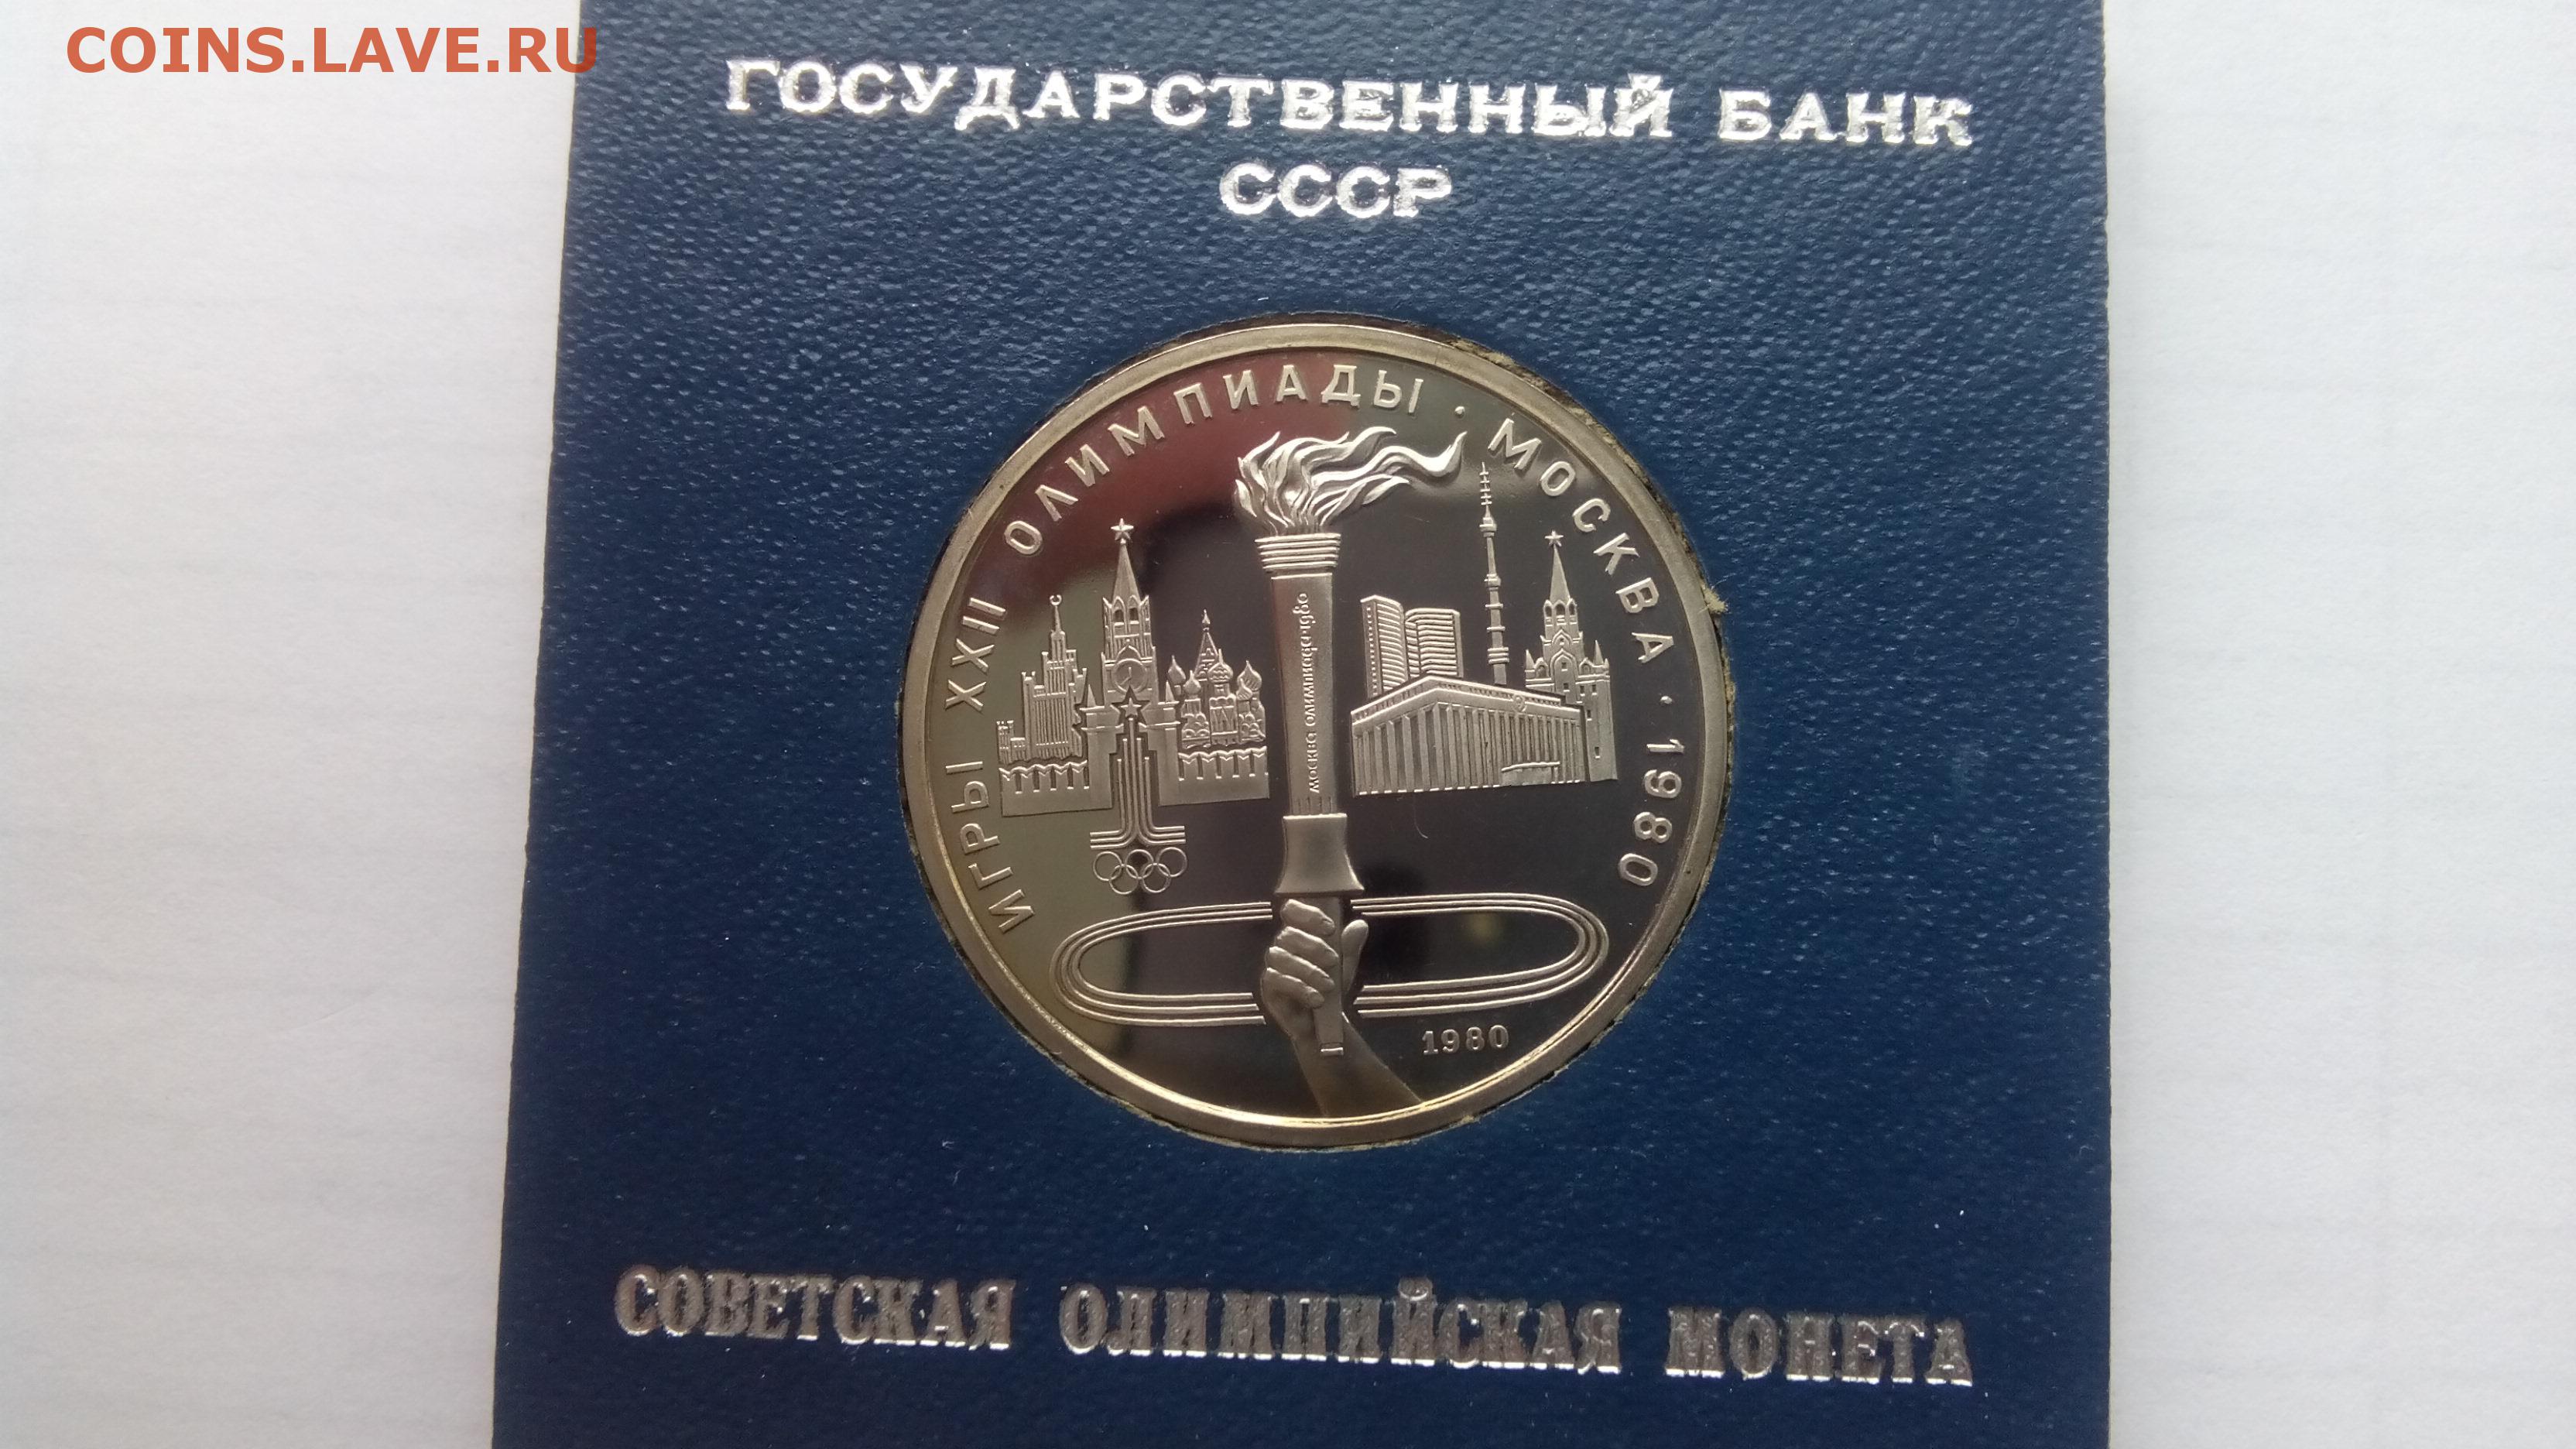 COINS.LAVE.RU
ГОСУДАРСТВЕННЫЙ БАНК
СССР
ИГРЫ XXII ОЛИМПИАДЫ · МОСКВА · 1980
1980
СОВЕТСКАЯ ОЛИМПИЙСКАЯ МОНЕТА